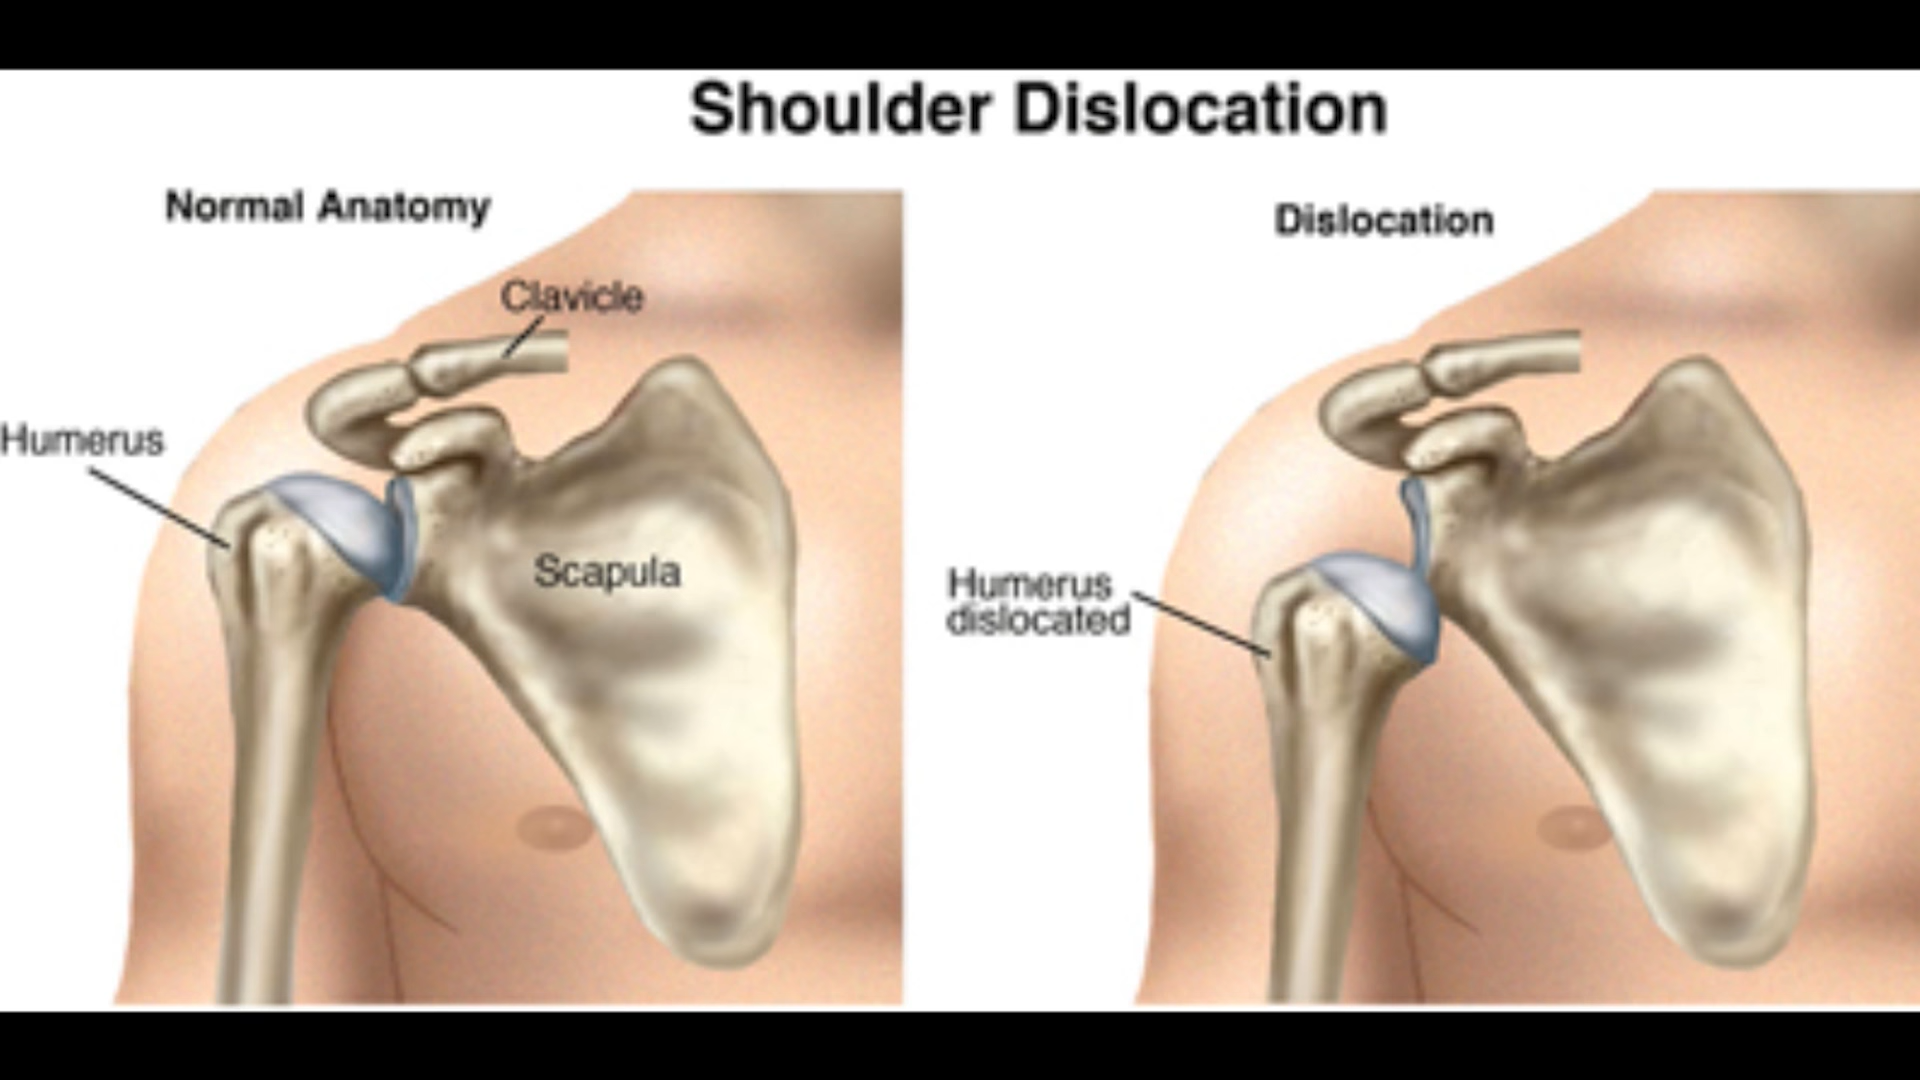 Shoulder Dislocation
Normal Anatomy
Clavicle
Humerus
Scapula
Dislocation
Humerus
dislocated